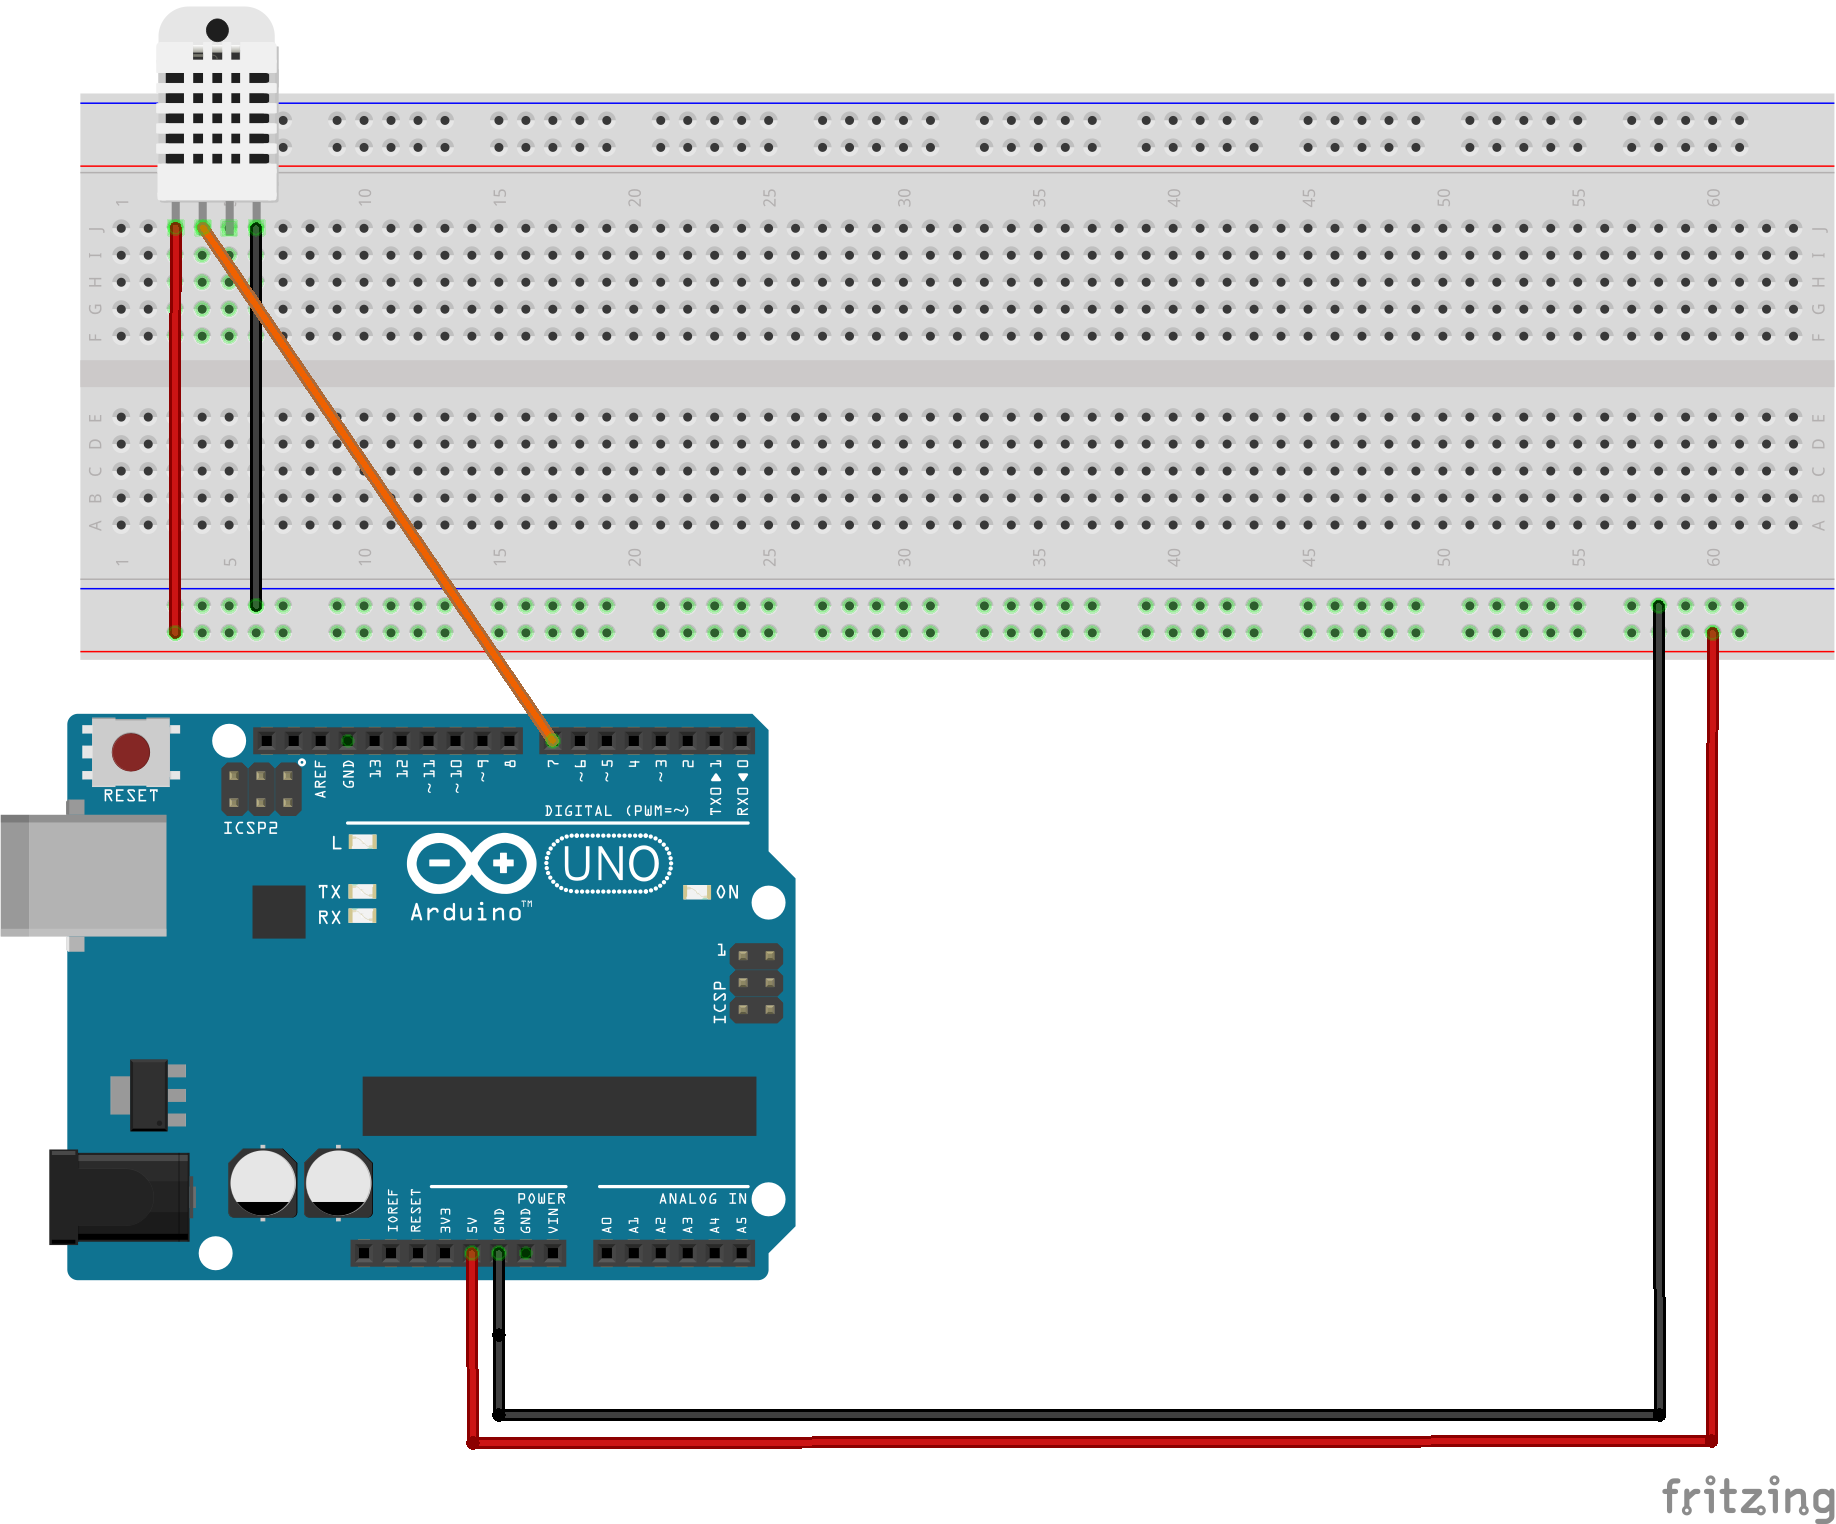 1 10 15 20 25 30 35 40 45 50 55 60
J J
I I
H H
G G
F F
E E
D D
C C
B B
A A
1 5 10 15 20 25 30 35 40 45 50 55 60
RESET
ICSP2
AREF
GND
13
12
~11
~10
~9
8
7
~6
~5
4
~3
2
TX0▶1
RX0◀0
DIGITAL (PWM=~)
L
TX
RX
UNO
Arduino™
ON
1
ICSP
POWER
ANALOG IN
IOREF
RESET
3V3
5V
GND
GND
VIN
A0
A1
A2
A3
A4
A5
fritzing